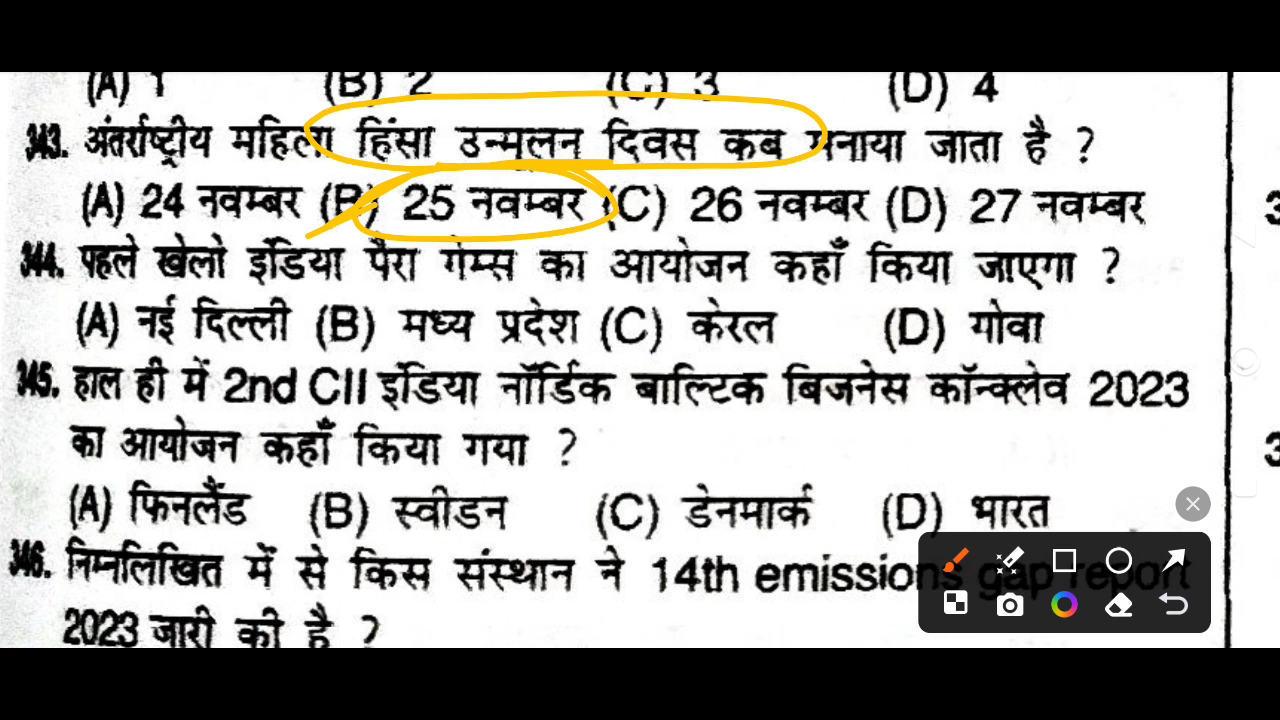 (A) 1 (B) 2 (C) 3 (D) 4
343. अंतर्राष्ट्रीय महिला हिंसा उन्मूलन दिवस कब मनाया जाता है ?
(A) 24 नवम्बर (B) 25 नवम्बर (C) 26 नवम्बर (D) 27 नवम्बर
344. पहले खेलो इंडिया पैरा गेम्स का आयोजन कहाँ किया जाएगा ?
(A) नई दिल्ली (B) मध्य प्रदेश (C) केरल (D) गोवा
345. हाल ही में 2nd CII इंडिया नॉर्डिक बाल्टिक बिजनेस कॉन्क्लेव 2023
का आयोजन कहाँ किया गया ?
(A) फिनलैंड (B) स्वीडन (C) डेनमार्क (D) भारत
346. निम्नलिखित में से किस संस्थान ने 14th emissions gap report
2023 जारी की है ?